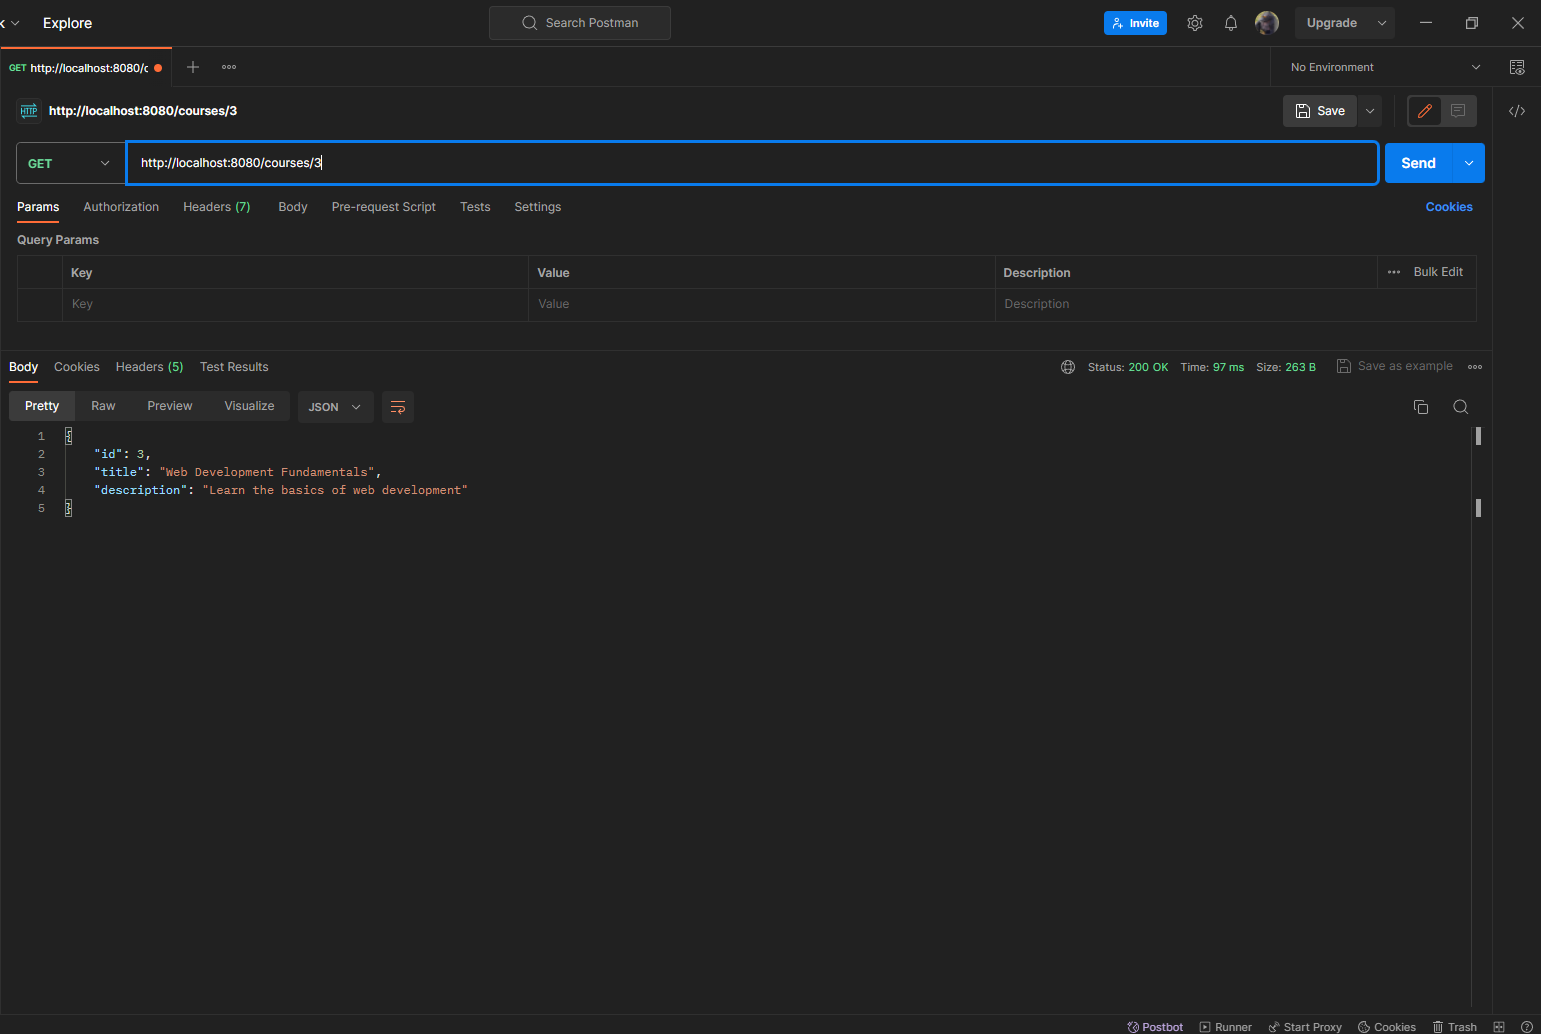 Explore
Search Postman
Invite
Upgrade
GET http://localhost:8080/c
No Environment
HTTP http://localhost:8080/courses/3
Save
GET
http://localhost:8080/courses/3
Send
Params Authorization Headers (7) Body Pre-request Script Tests Settings Cookies
Query Params
Key Value Description Bulk Edit
Key Value Description
Body Cookies Headers (5) Test Results Status: 200 OK Time: 97 ms Size: 263 B Save as example
Pretty Raw Preview Visualize JSON
1 {
2 "id": 3,
3 "title": "Web Development Fundamentals",
4 "description": "Learn the basics of web development"
5 }
Postbot Runner Start Proxy Cookies Trash